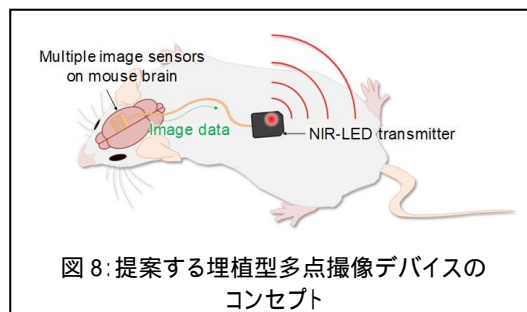 Multiple image sensors
on mouse brain
Image data
NIR-LED transmitter
図 8:提案する埋植型多点撮像デバイスの
コンセプト